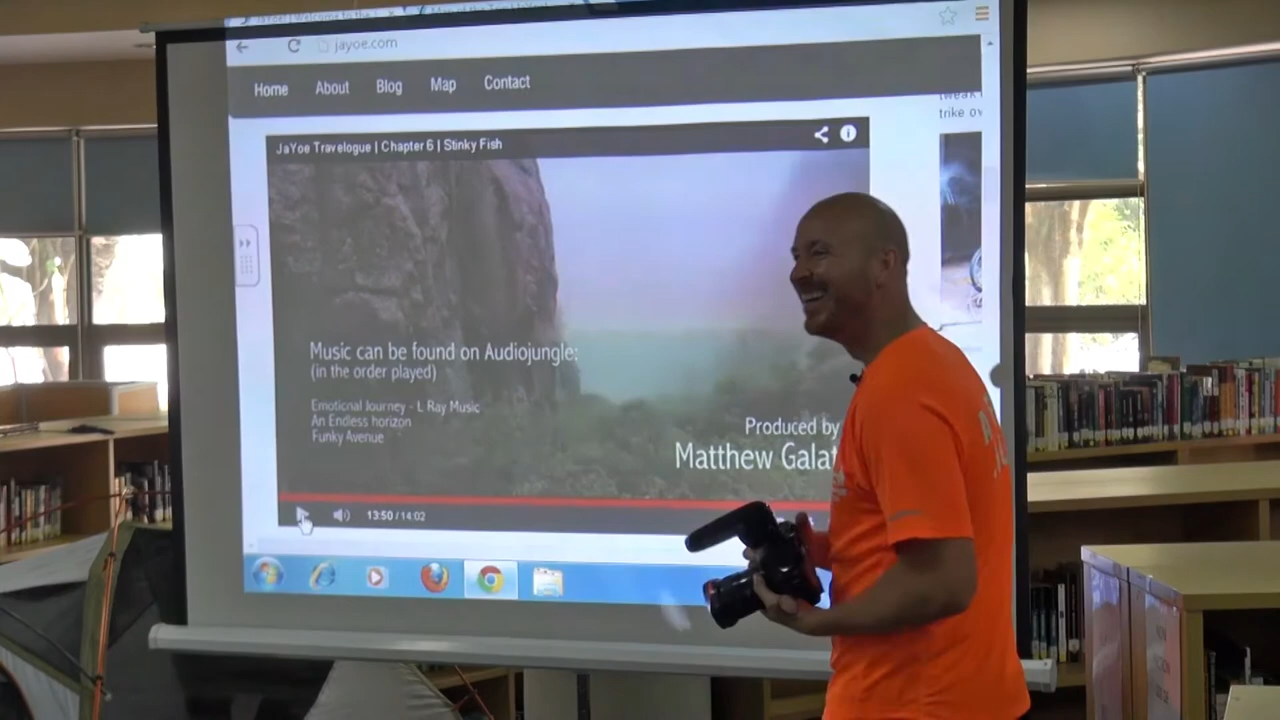 jayoe.com
Home About Blog Map Contact
trike ov
JaYoe Travelogue | Chapter 6 | Stinky Fish
Music can be found on Audiojungle:
(in the order played)
Emotional Journey - L Ray Music
An Endless horizon
Funky Avenue
Produced by
Matthew Galat
13:50 / 14:02